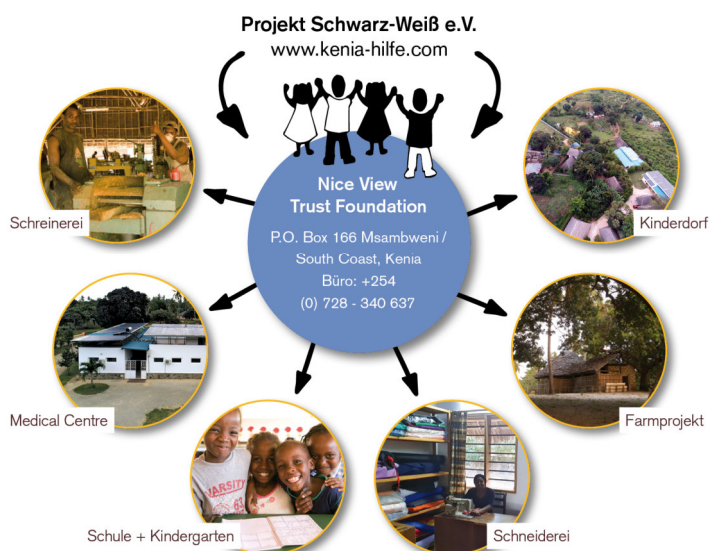 Projekt Schwarz-Weiß e.V.
www.kenia-hilfe.com
Nice View
Trust Foundation
P.O. Box 166 Msambweni /
South Coast, Kenia
Büro: +254
(0) 728 - 340 637
Schreinerei
Kinderdorf
Medical Centre
Farmprojekt
Schule + Kindergarten
Schneiderei
VARSITY